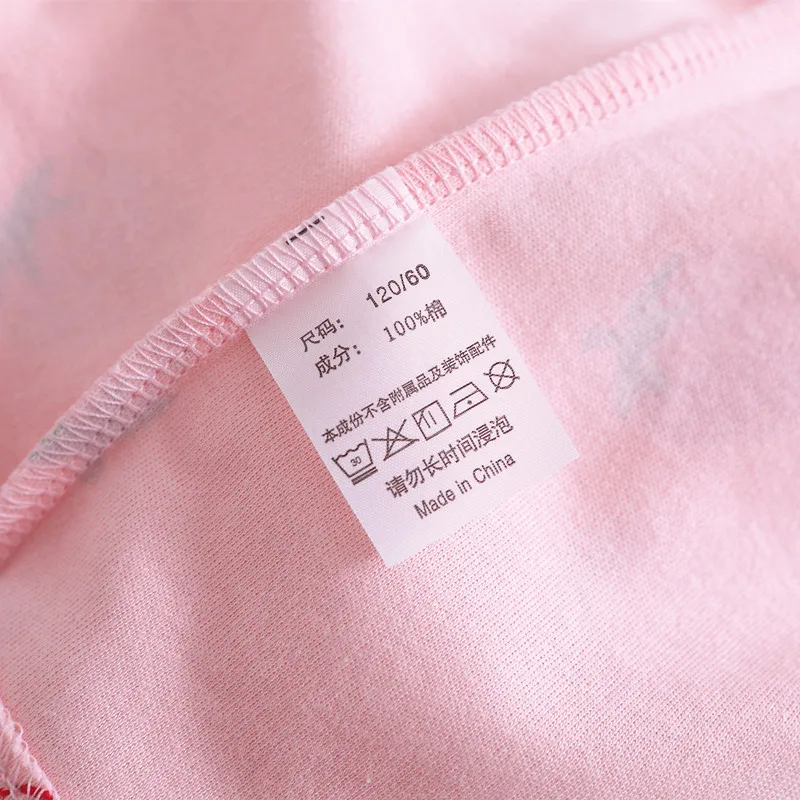 尺码: 120/60
成分: 100%棉
本成份不含附属品及装饰配件
30
请勿长时间浸泡
Made in China